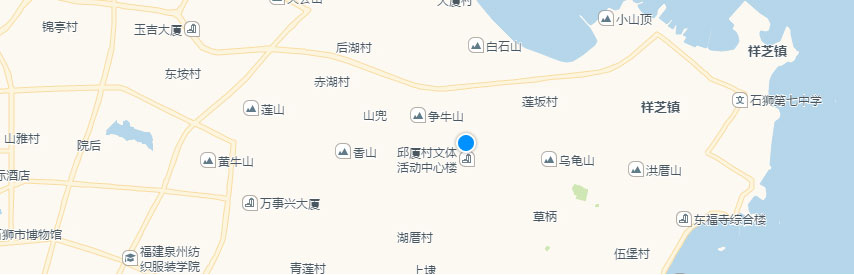 大厦村
小山顶
锦亭村
玉吉大厦
后湖村
白石山
祥芝镇
东垵村
赤湖村
莲坂村
石狮第七中学
莲山
山兜
争牛山
祥芝镇
山雅村
院后
黄牛山
香山
邱厦村文体
活动中心楼
乌龟山
洪厝山
际酒店
万事兴大厦
草柄
东福寺综合楼
石狮市博物馆
湖厝村
福建泉州纺
织服装学院
伍堡村
青莲村
上埭